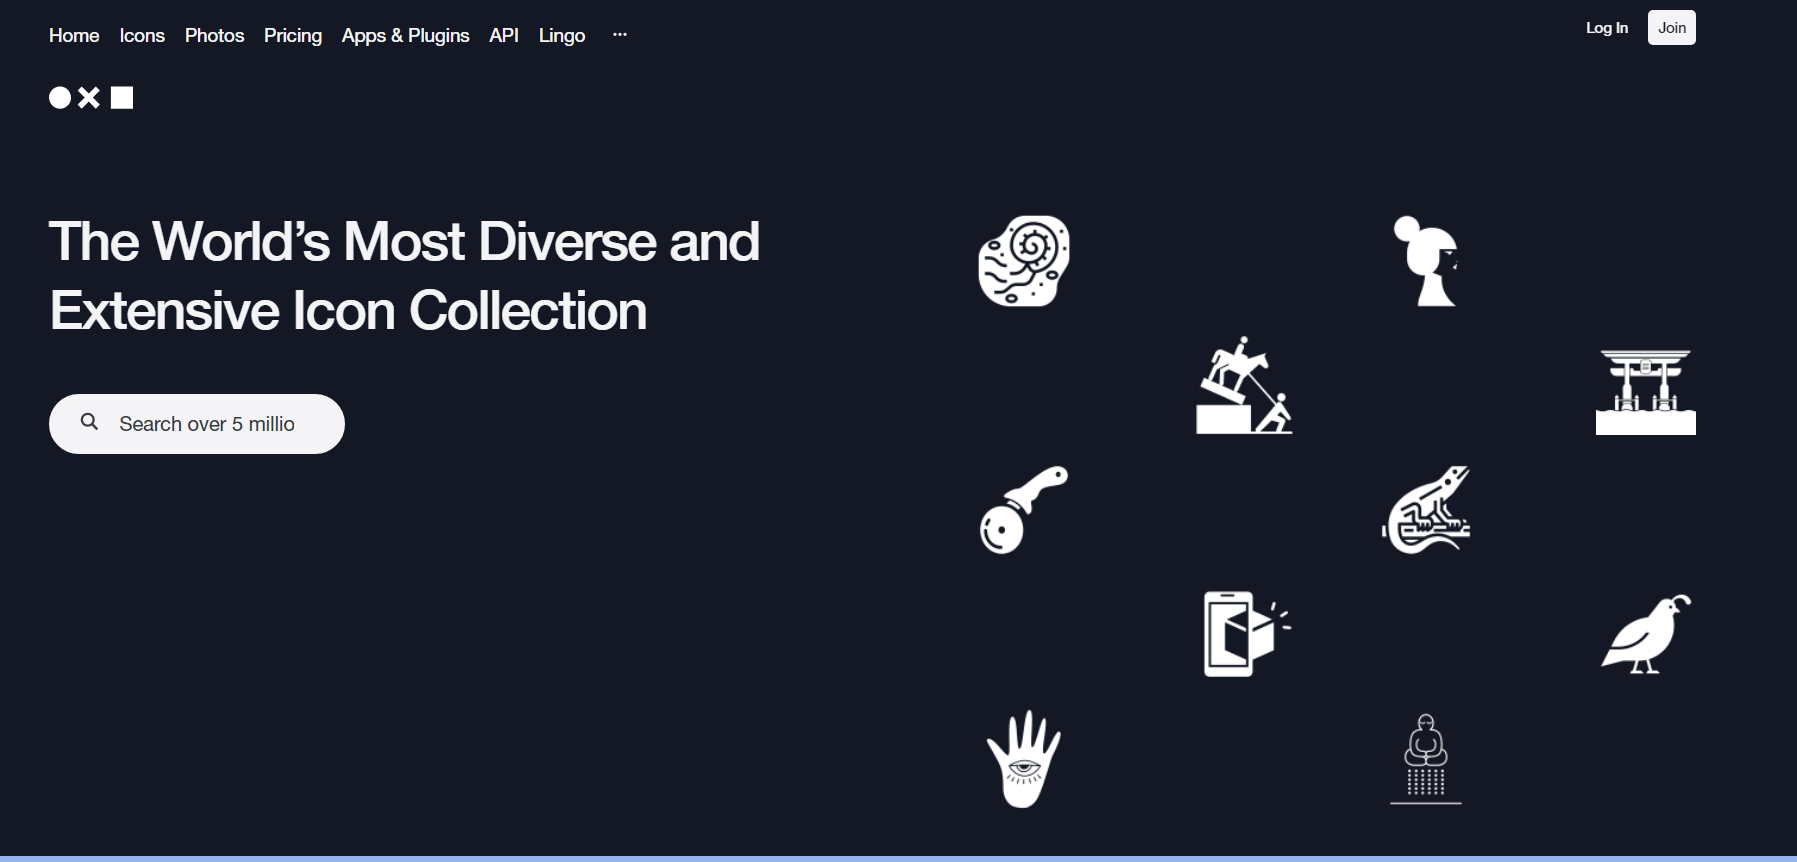 Home Icons Photos Pricing Apps & Plugins API Lingo ···
Log In Join
The World’s Most Diverse and
Extensive Icon Collection
Search over 5 millio